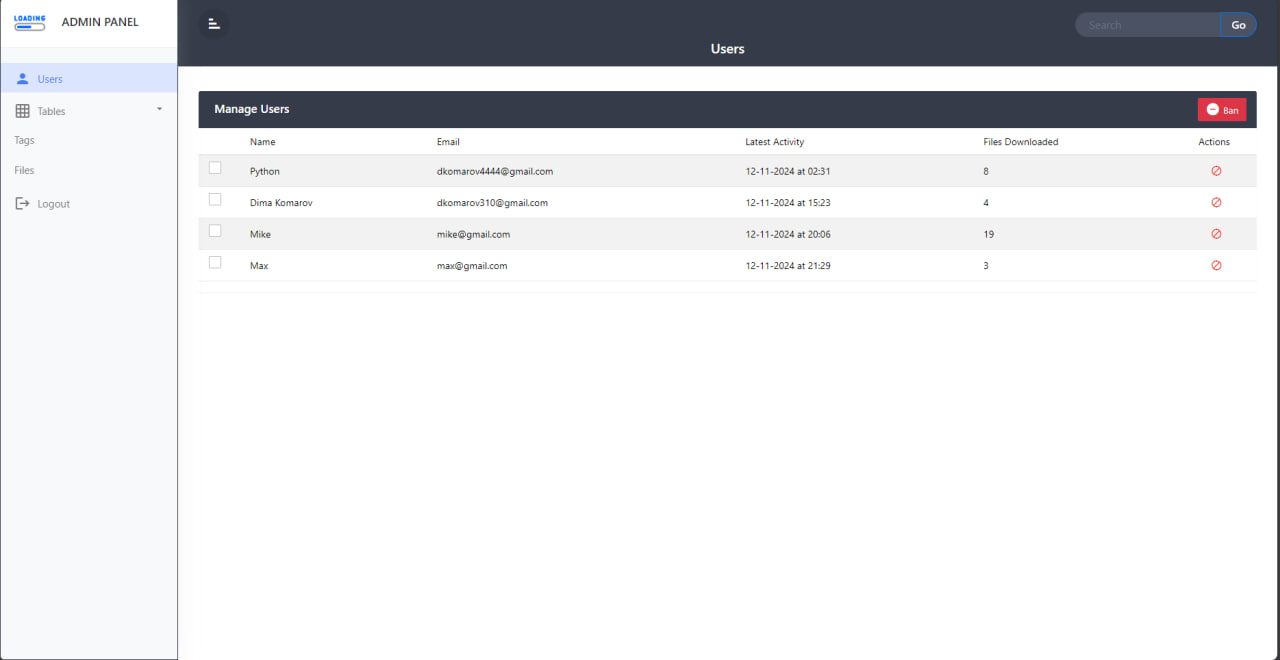 LOADING
ADMIN PANEL
Users
Tables
Tags
Files
Logout
Search
Go
Users
Manage Users
Ban
Name Email Latest Activity Files Downloaded Actions
Python dkomarov4444@gmail.com 12-11-2024 at 02:31 8
Dima Komarov dkomarov310@gmail.com 12-11-2024 at 15:23 4
Mike mike@gmail.com 12-11-2024 at 20:06 19
Max max@gmail.com 12-11-2024 at 21:29 3